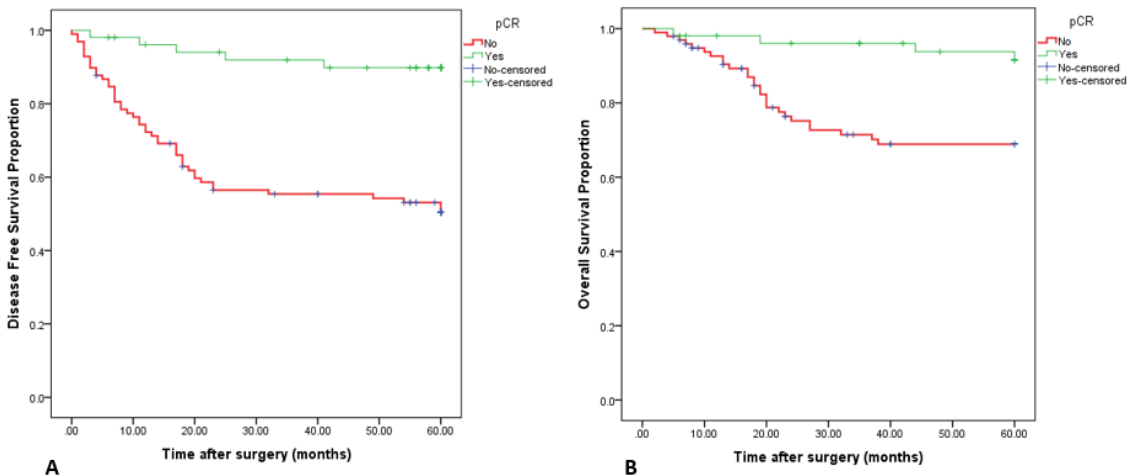 pCR
No
Yes
No-censored
Yes-censored
1.0
0.8
0.6
0.4
0.2
0.0
Disease Free Survival Proportion
.00 10.00 20.00 30.00 40.00 50.00 60.00
Time after surgery (months)
A
pCR
No
Yes
No-censored
Yes-censored
1.0
0.8
0.6
0.4
0.2
0.0
Overall Survival Proportion
.00 10.00 20.00 30.00 40.00 50.00 60.00
Time after surgery (months)
B